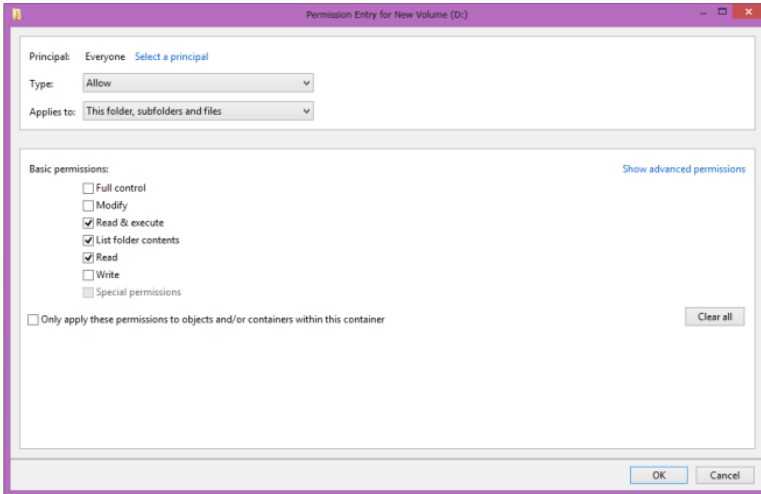 Permission Entry for New Volume (D:)
Principal: Everyone Select a principal
Type: Allow
Applies to: This folder, subfolders and files
Basic permissions: Show advanced permissions
Full control
Modify
Read & execute
List folder contents
Read
Write
Special permissions
Only apply these permissions to objects and/or containers within this container Clear all
OK Cancel